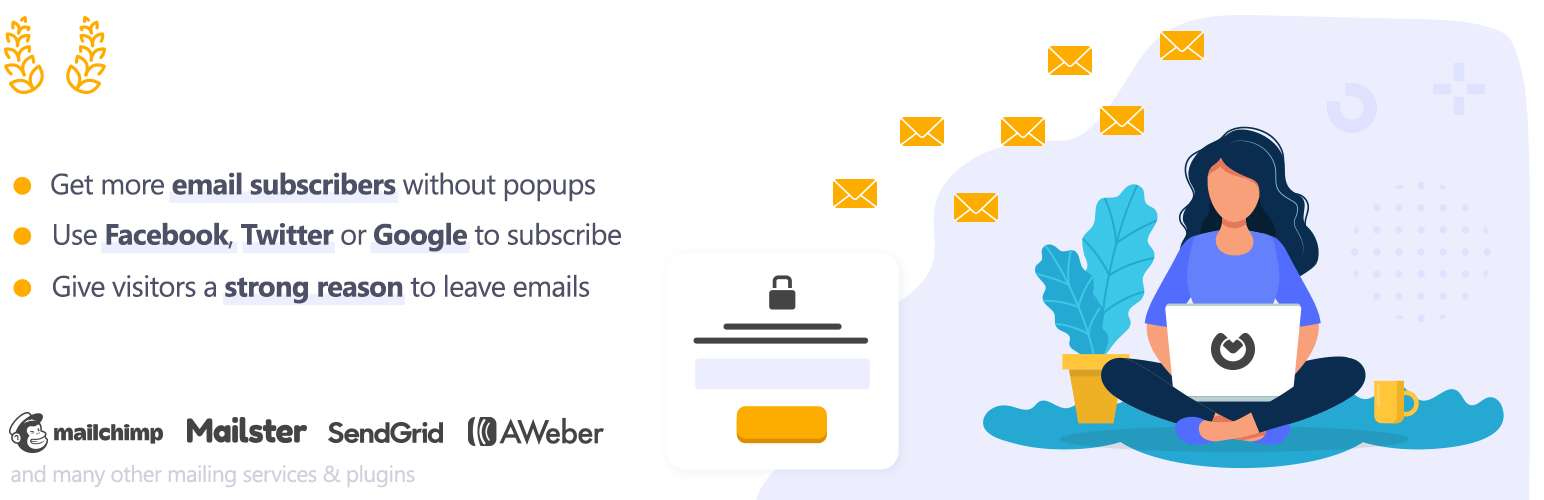 Get more email subscribers without popups
Use Facebook, Twitter or Google to subscribe
Give visitors a strong reason to leave emails
mailchimp Mailster SendGrid AWeber
and many other mailing services & plugins